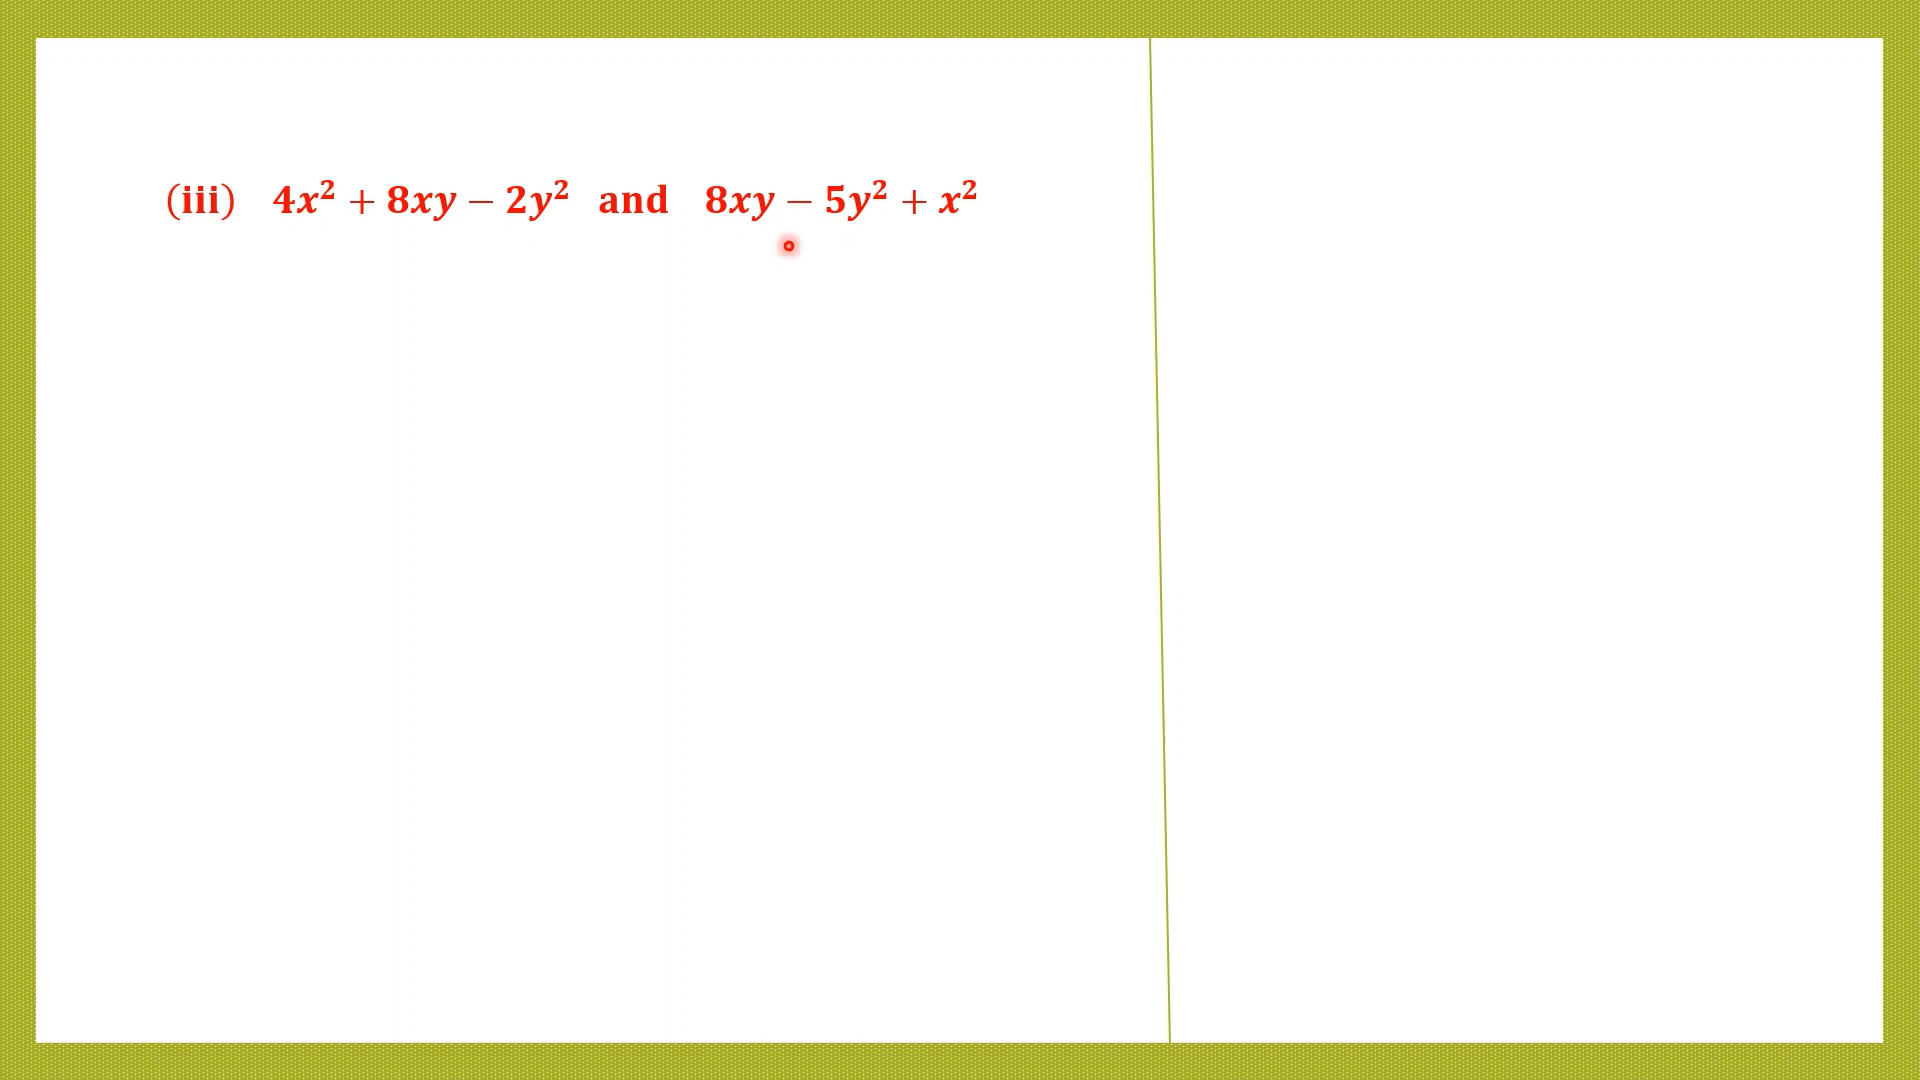 (iii) 4x² + 8xy − 2y² and 8xy − 5y² + x²